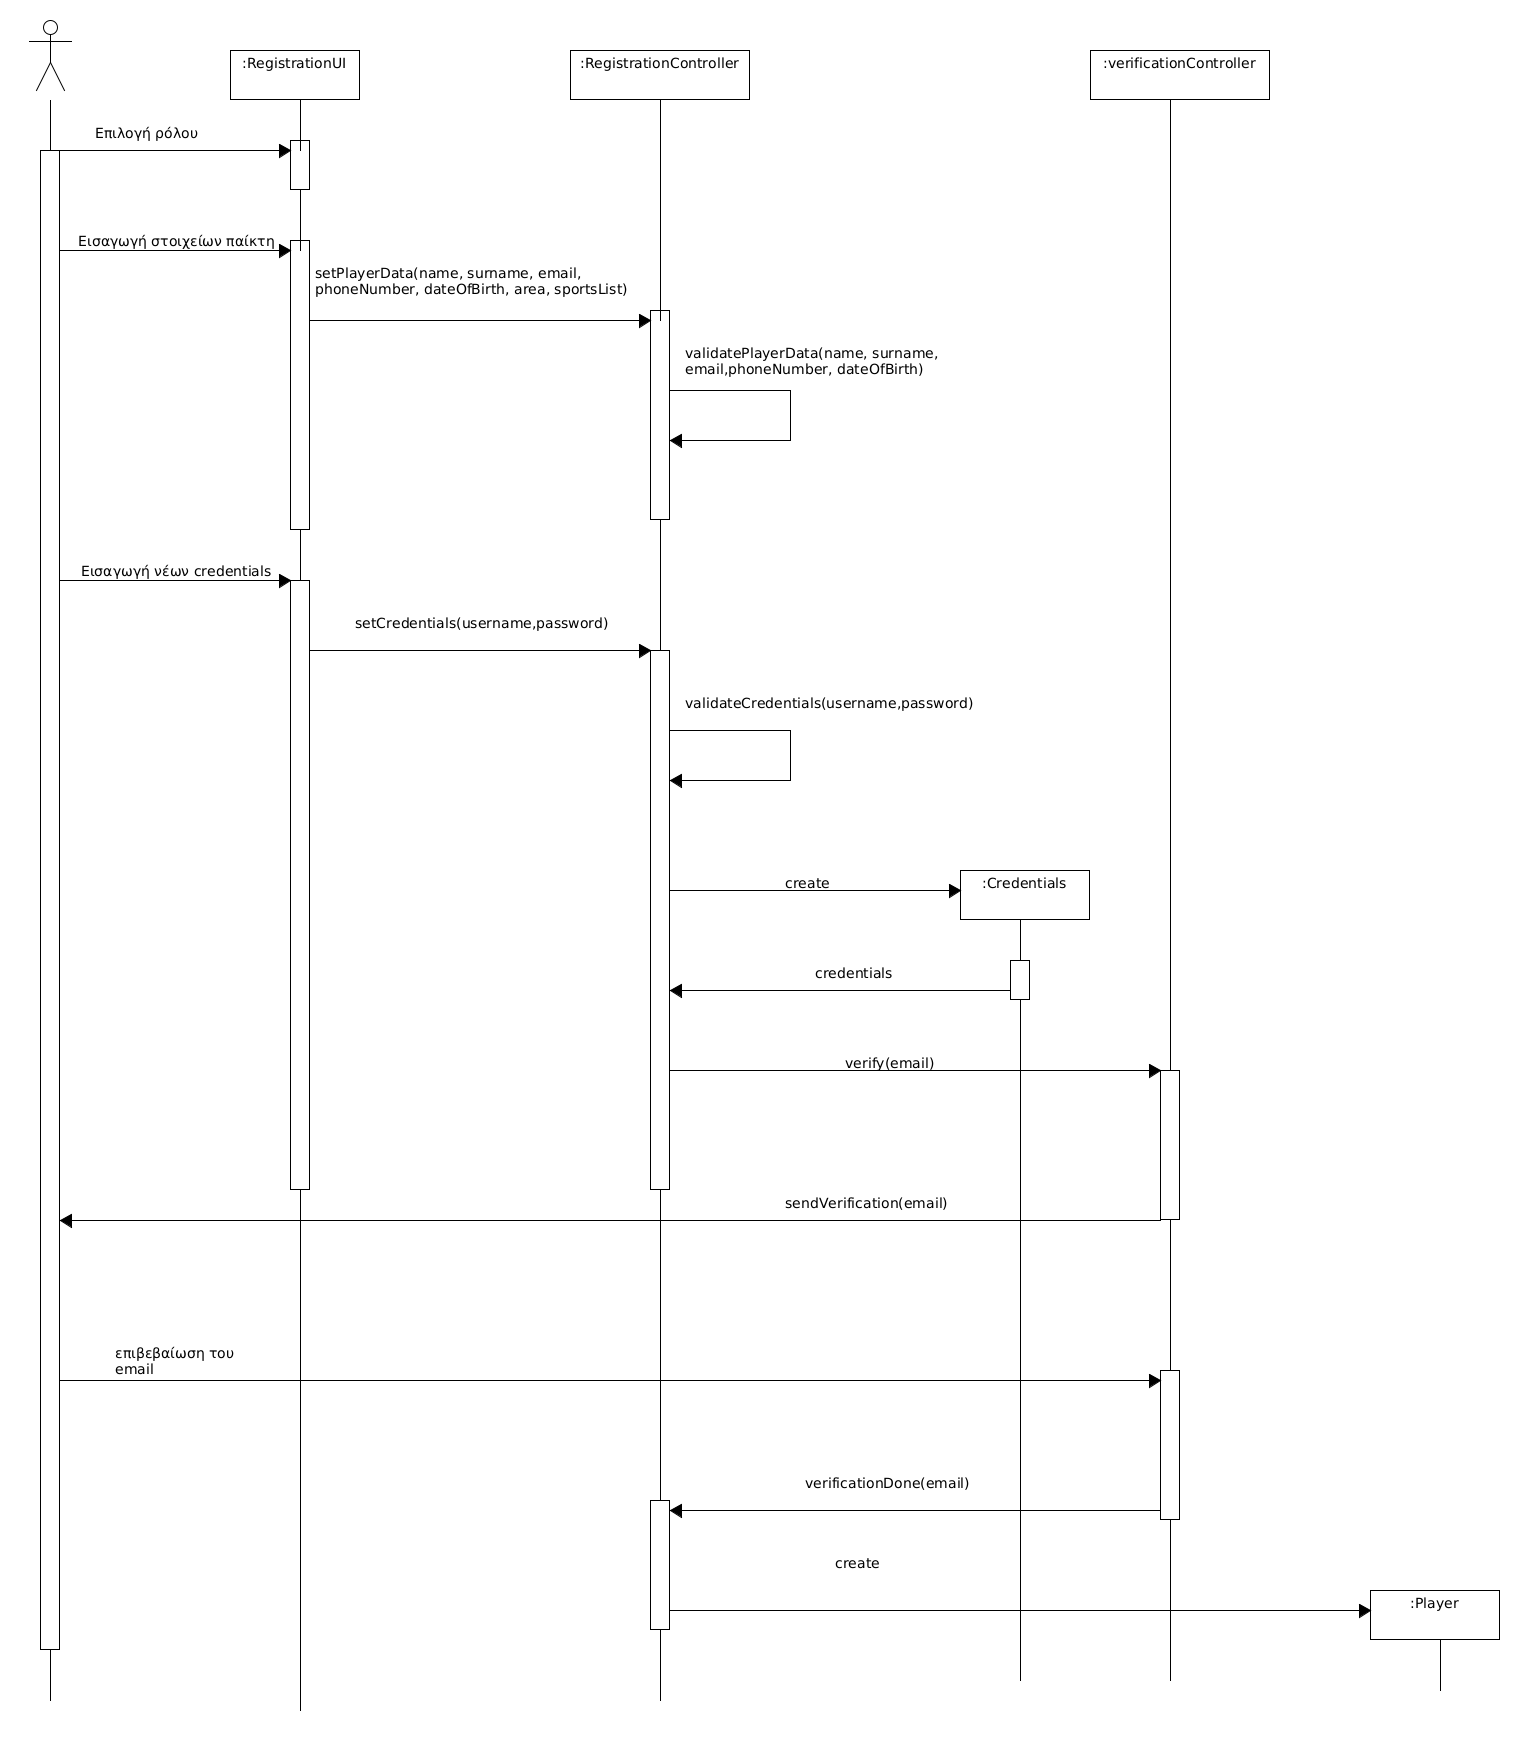 :RegistrationUI
:RegistrationController
:verificationController
Επιλογή ρόλου
Εισαγωγή στοιχείων παίκτη
setPlayerData(name, surname, email,
phoneNumber, dateOfBirth, area, sportsList)
validatePlayerData(name, surname,
email,phoneNumber, dateOfBirth)
Εισαγωγή νέων credentials
setCredentials(username,password)
validateCredentials(username,password)
create
:Credentials
credentials
verify(email)
sendVerification(email)
επιβεβαίωση του
email
verificationDone(email)
create
:Player